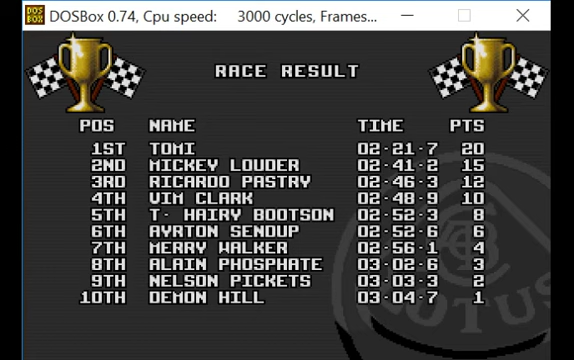 DOSBox 0.74, Cpu speed: 3000 cycles, Frames...
RACE RESULT
POS NAME TIME PTS
1ST TOMI 02·21·7 20
2ND MICKEY LOUDER 02·41·2 15
3RD RICARDO PASTRY 02·46·3 12
4TH VIM CLARK 02·48·9 10
5TH T· HAIRY BOOTSON 02·52·3 8
6TH AYRTON SENDUP 02·52·6 6
7TH MERRY WALKER 02·56·1 4
8TH ALAIN PHOSPHATE 03·02·6 3
9TH NELSON PICKETS 03·03·3 2
10TH DEMON HILL 03·04·7 1
LOTUS